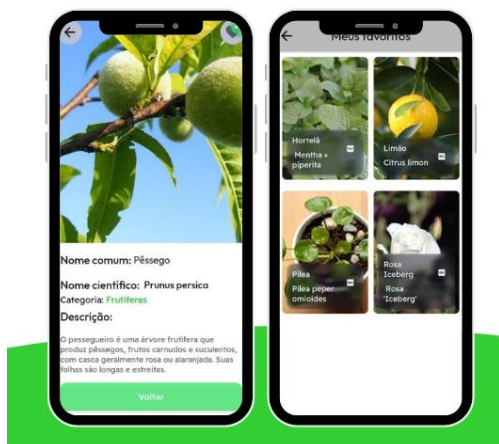 Nome comum: Pêssego
Nome científico: Prunus persica
Categoria: Frutíferas
Descrição:
O pessegueiro é uma árvore frutífera que
produz pêssegos, frutos carnudos e suculentos,
com casca geralmente rosa ou alaranjada. Suas
folhas são longas e estreitas.
Voltar
Meus favoritos
Hortelã
Mentha ×
piperita
Limão
Citrus limon
Pilea
Pilea peper
omioides
Rosa
Iceberg
Rosa
'Iceberg'